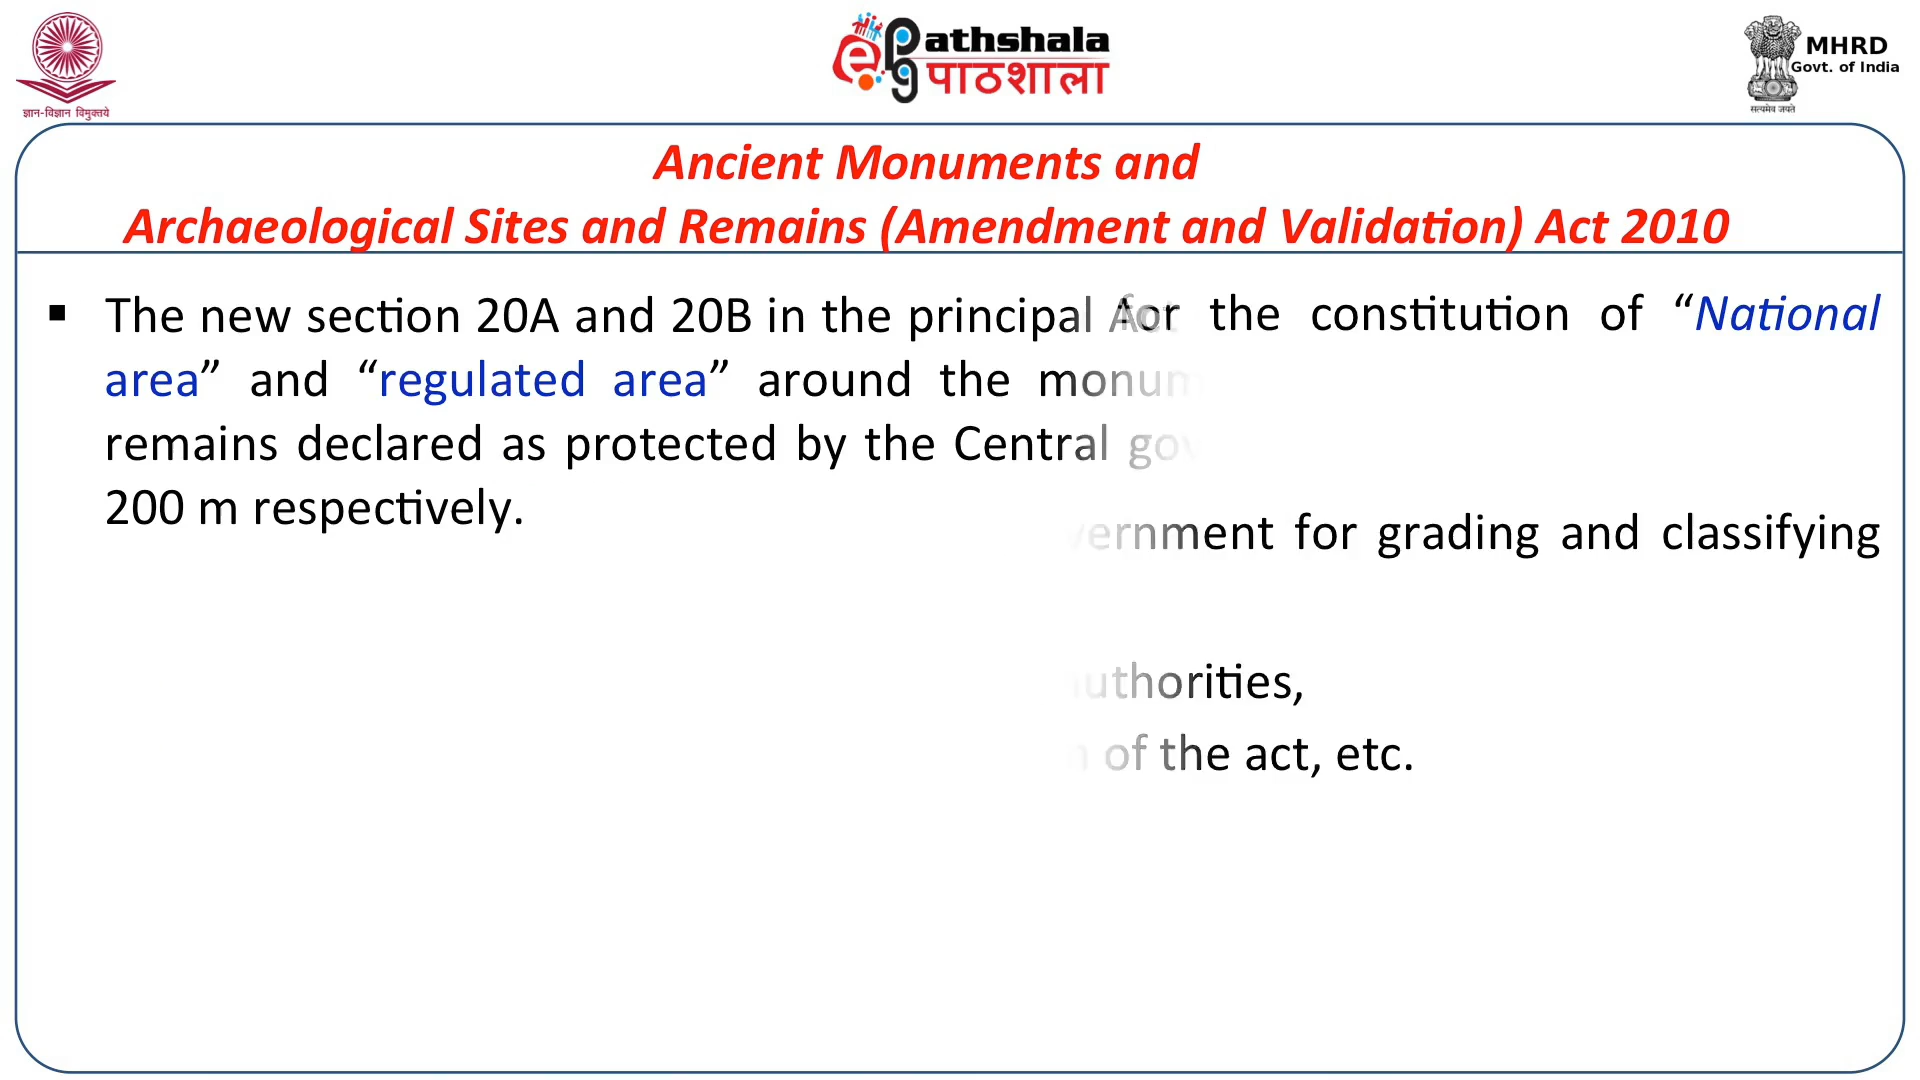 ज्ञान-विज्ञान विमुक्तये
ePathshala
पाठशाला
MHRD
Govt. of India
सत्यमेव जयते
Ancient Monuments and
Archaeological Sites and Remains (Amendment and Validation) Act 2010
▪ The new section 20A and 20B in the principal for the constitution of “National
area” and “regulated area” around the monum
remains declared as protected by the Central gov
200 m respectively.
ernment for grading and classifying
uthorities,
of the act, etc.